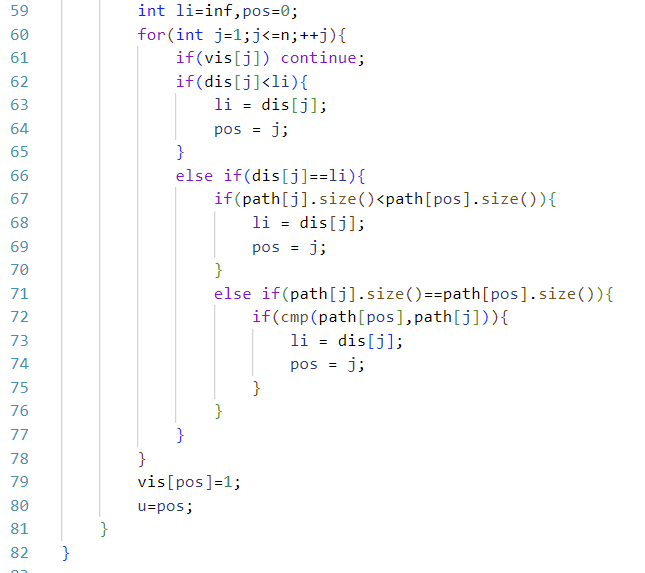 59 int li=inf,pos=0;
60 for(int j=1;j<=n;++j){
61 if(vis[j]) continue;
62 if(dis[j]<li){
63 li = dis[j];
64 pos = j;
65 }
66 else if(dis[j]==li){
67 if(path[j].size()<path[pos].size()){
68 li = dis[j];
69 pos = j;
70 }
71 else if(path[j].size()==path[pos].size()){
72 if(cmp(path[pos],path[j])){
73 li = dis[j];
74 pos = j;
75 }
76 }
77 }
78 }
79 vis[pos]=1;
80 u=pos;
81 }
82 }